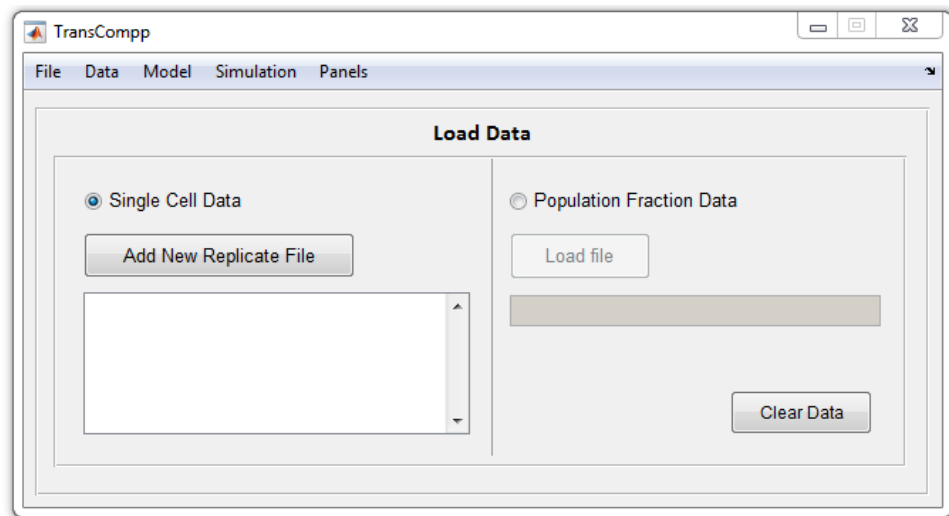 TransCompp
File Data Model Simulation Panels
Load Data
Single Cell Data
Add New Replicate File
Population Fraction Data
Load file
Clear Data